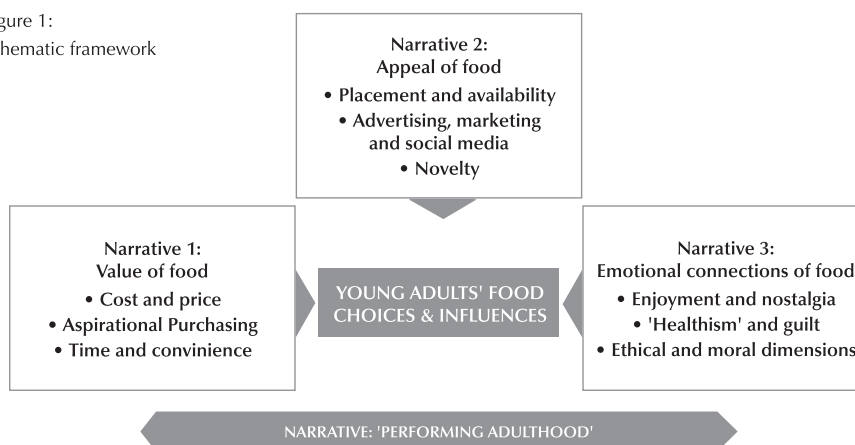 gure 1:
hematic framework
Narrative 2:
Appeal of food
• Placement and availability
• Advertising, marketing
and social media
• Novelty
Narrative 1:
Value of food
• Cost and price
• Aspirational Purchasing
• Time and convinience
YOUNG ADULTS' FOOD
CHOICES & INFLUENCES
Narrative 3:
Emotional connections of food
• Enjoyment and nostalgia
• 'Healthism' and guilt
• Ethical and moral dimensions
NARRATIVE: 'PERFORMING ADULTHOOD'